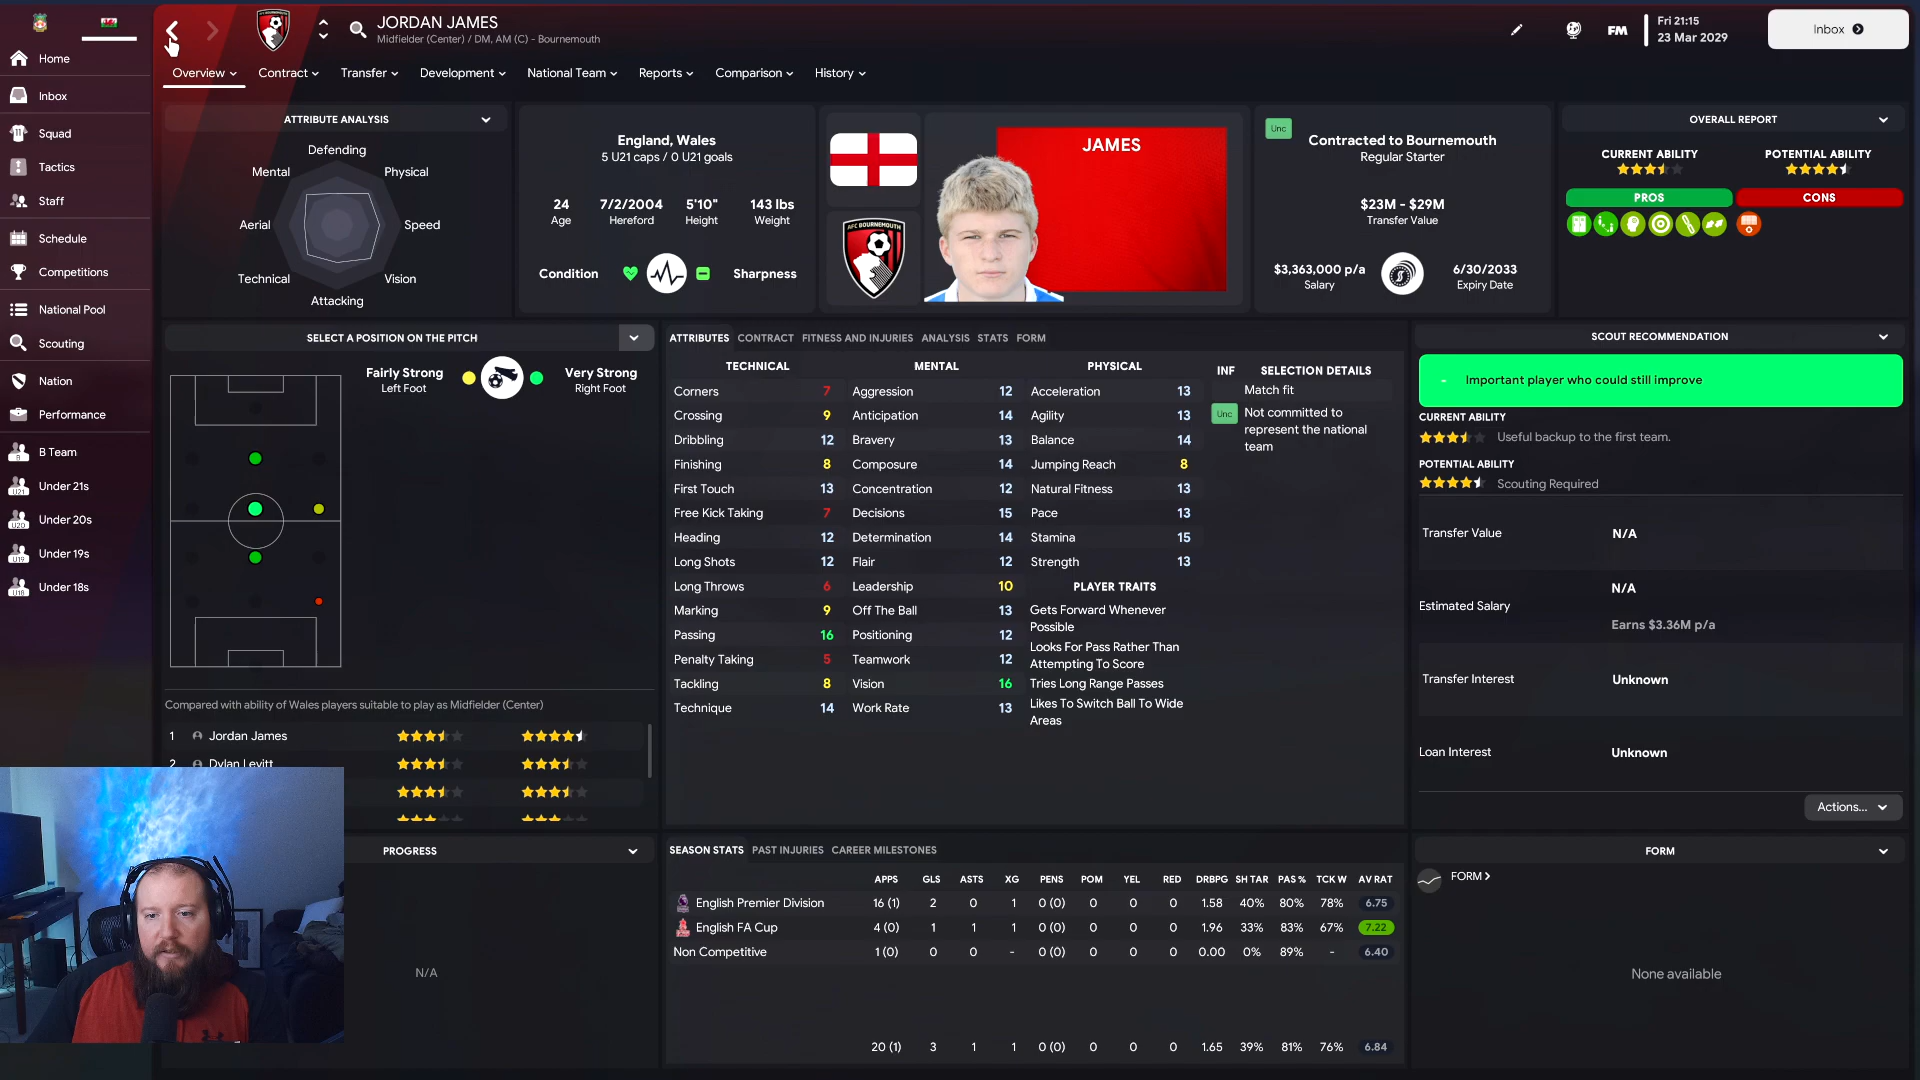 JORDAN JAMES
Midfielder (Center) / DM, AM (C) - Bournemouth
FM
Fri 21:15
23 Mar 2029
Inbox
Home
Inbox
Squad
Tactics
Staff
Schedule
Competitions
National Pool
Scouting
Nation
Performance
B Team
Under 21s
Under 20s
Under 19s
Under 18s
Overview
Contract
Transfer
Development
National Team
Reports
Comparison
History
ATTRIBUTE ANALYSIS
Defending
Mental
Physical
Aerial
Speed
Technical
Vision
Attacking
England, Wales
5 U21 caps / 0 U21 goals
24 7/2/2004 5'10" 143 lbs
Age Hereford Height Weight
Condition
Sharpness
JAMES
AFC BOURNEMOUTH
Unc
Contracted to Bournemouth
Regular Starter
$23M - $29M
Transfer Value
$3,363,000 p/a
Salary
6/30/2033
Expiry Date
OVERALL REPORT
CURRENT ABILITY
POTENTIAL ABILITY
PROS
CONS
SELECT A POSITION ON THE PITCH
Fairly Strong
Left Foot
Very Strong
Right Foot
Compared with ability of Wales players suitable to play as Midfielder (Center)
1 Jordan James
2 Dylan Levitt
ATTRIBUTES CONTRACT FITNESS AND INJURIES ANALYSIS STATS FORM
TECHNICAL
Corners 7
Crossing 9
Dribbling 12
Finishing 8
First Touch 13
Free Kick Taking 7
Heading 12
Long Shots 12
Long Throws 6
Marking 9
Passing 16
Penalty Taking 5
Tackling 8
Technique 14
MENTAL
Aggression 12
Anticipation 14
Bravery 13
Composure 14
Concentration 12
Decisions 15
Determination 14
Flair 12
Leadership 10
Off The Ball 13
Positioning 12
Teamwork 12
Vision 16
Work Rate 13
PHYSICAL
Acceleration 13
Agility 13
Balance 14
Jumping Reach 8
Natural Fitness 13
Pace 13
Stamina 15
Strength 13
PLAYER TRAITS
Gets Forward Whenever
Possible
Looks For Pass Rather Than
Attempting To Score
Tries Long Range Passes
Likes To Switch Ball To Wide
Areas
INF SELECTION DETAILS
Match fit
Unc Not committed to
represent the national
team
SCOUT RECOMMENDATION
- Important player who could still improve
CURRENT ABILITY
Useful backup to the first team.
POTENTIAL ABILITY
Scouting Required
Transfer Value N/A
Estimated Salary N/A
Earns $3.36M p/a
Transfer Interest Unknown
Loan Interest Unknown
Actions...
PROGRESS
N/A
SEASON STATS PAST INJURIES CAREER MILESTONES
APPS GLS ASTS XG PENS POM YEL RED DRBPG SH TAR PAS % TCK W AV RAT
English Premier Division 16 (1) 2 0 1 0 (0) 0 0 0 1.58 40% 80% 78% 6.75
English FA Cup 4 (0) 1 1 1 0 (0) 0 0 0 1.96 33% 83% 67% 7.22
Non Competitive 1 (0) 0 0 - 0 (0) 0 0 0 0.00 0% 89% - 6.40
20 (1) 3 1 1 0 (0) 0 0 0 1.65 39% 81% 76% 6.84
FORM
FORM
None available